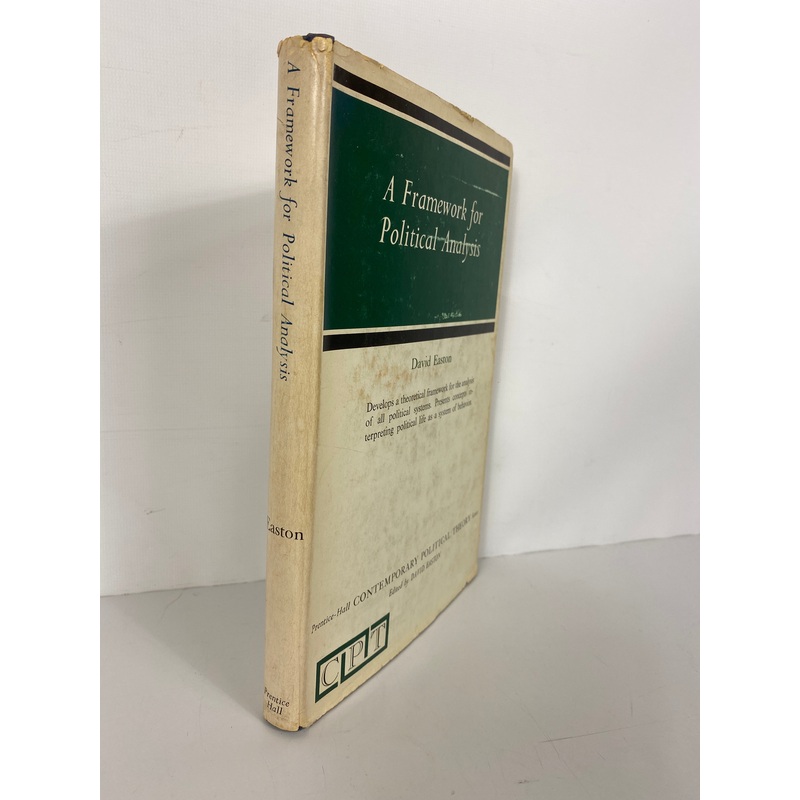 A Framework for Political Analysis
Easton
Prentice
Hall
A Framework for
Political Analysis
David Easton
Develops a theoretical framework for the analysis
of all political systems. Presents concepts in-
terpreting political life as a system of behavior.
Prentice-Hall CONTEMPORARY POLITICAL THEORY Series
Edited by DAVID EASTON
CPT